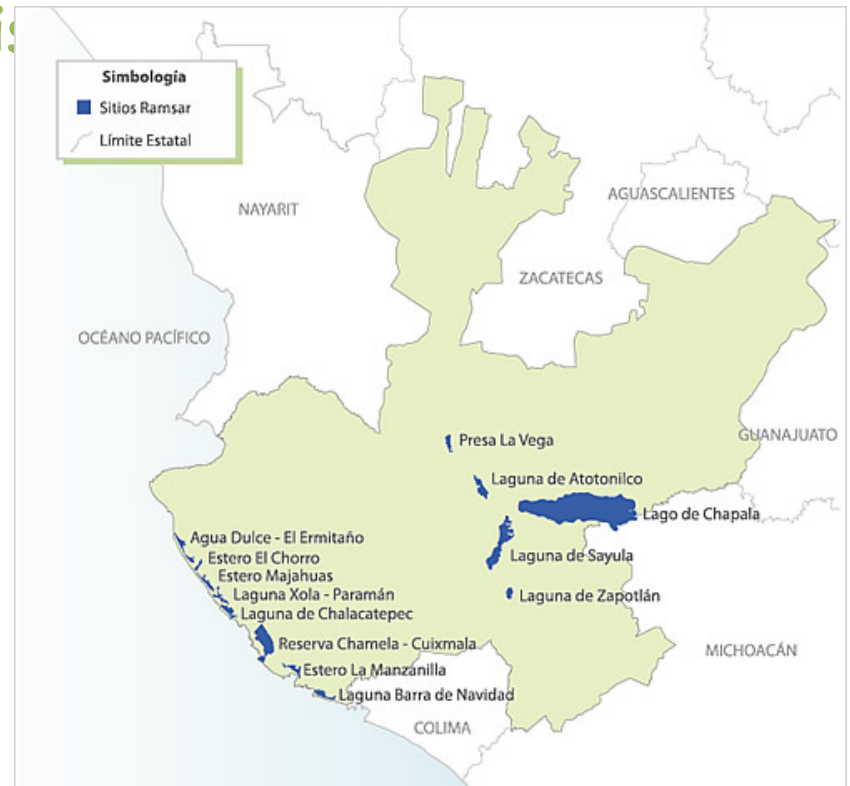 is
Simbología
Sitios Ramsar
Límite Estatal
NAYARIT
AGUASCALIENTES
ZACATECAS
OCÉANO PACÍFICO
GUANAJUATO
Presa La Vega
Laguna de Atotonilco
Lago de Chapala
Agua Dulce - El Ermitaño
Estero El Chorro
Laguna de Sayula
Estero Majahuas
Laguna Xola - Paramán
Laguna de Zapotlán
Laguna de Chalacatepec
Reserva Chamela - Cuixmala
MICHOACÁN
Estero La Manzanilla
Laguna Barra de Navidad
COLIMA